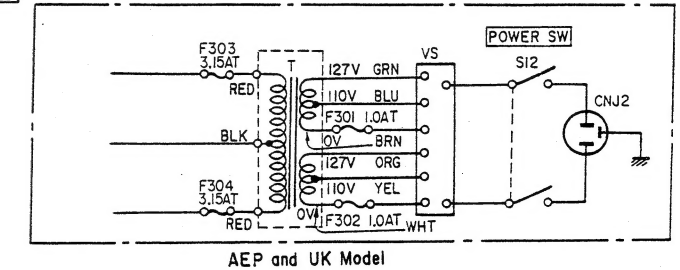 POWER SW
F303
3.15AT
T
127V GRN
VS
S12
RED
110V BLU
CNJ2
F301 1.0AT
BLK
0V
BRN
127V ORG
F304
3.15AT
110V YEL
RED
0V
F302 1.0AT
WHT
AEP and UK Model